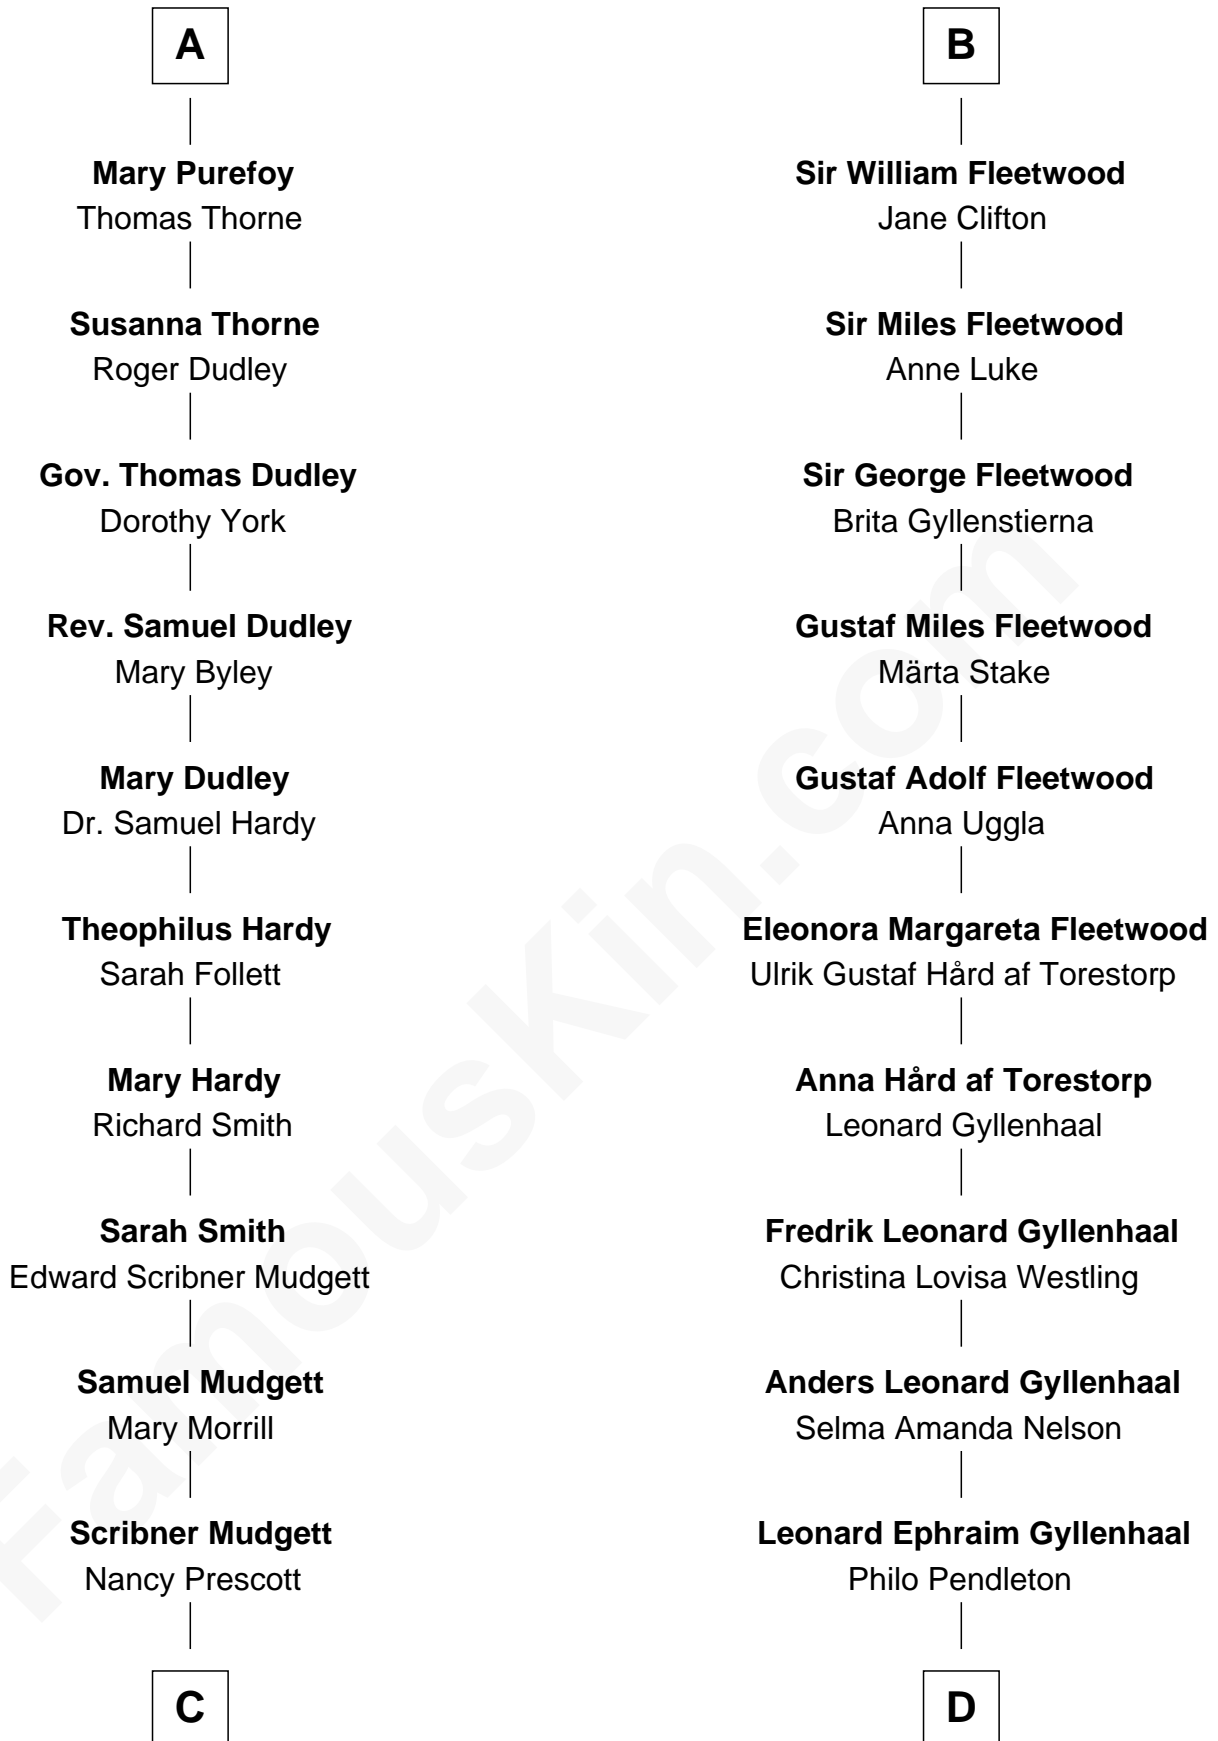 A
Mary Purefoy
Thomas Thorne
Susanna Thorne
Roger Dudley
Gov. Thomas Dudley
Dorothy York
Rev. Samuel Dudley
Mary Byley
Mary Dudley
Dr. Samuel Hardy
Theophilus Hardy
Sarah Follett
Mary Hardy
Richard Smith
Sarah Smith
Edward Scribner Mudgett
Samuel Mudgett
Mary Morrill
Scribner Mudgett
Nancy Prescott
C
B
Sir William Fleetwood
Jane Clifton
Sir Miles Fleetwood
Anne Luke
Sir George Fleetwood
Brita Gyllenstierna
Gustaf Miles Fleetwood
Märta Stake
Gustaf Adolf Fleetwood
Anna Uggla
Eleonora Margareta Fleetwood
Ulrik Gustaf Hård af Torestorp
Anna Hård af Torestorp
Leonard Gyllenhaal
Fredrik Leonard Gyllenhaal
Christina Lovisa Westling
Anders Leonard Gyllenhaal
Selma Amanda Nelson
Leonard Ephraim Gyllenhaal
Philo Pendleton
D
FamousKin.com